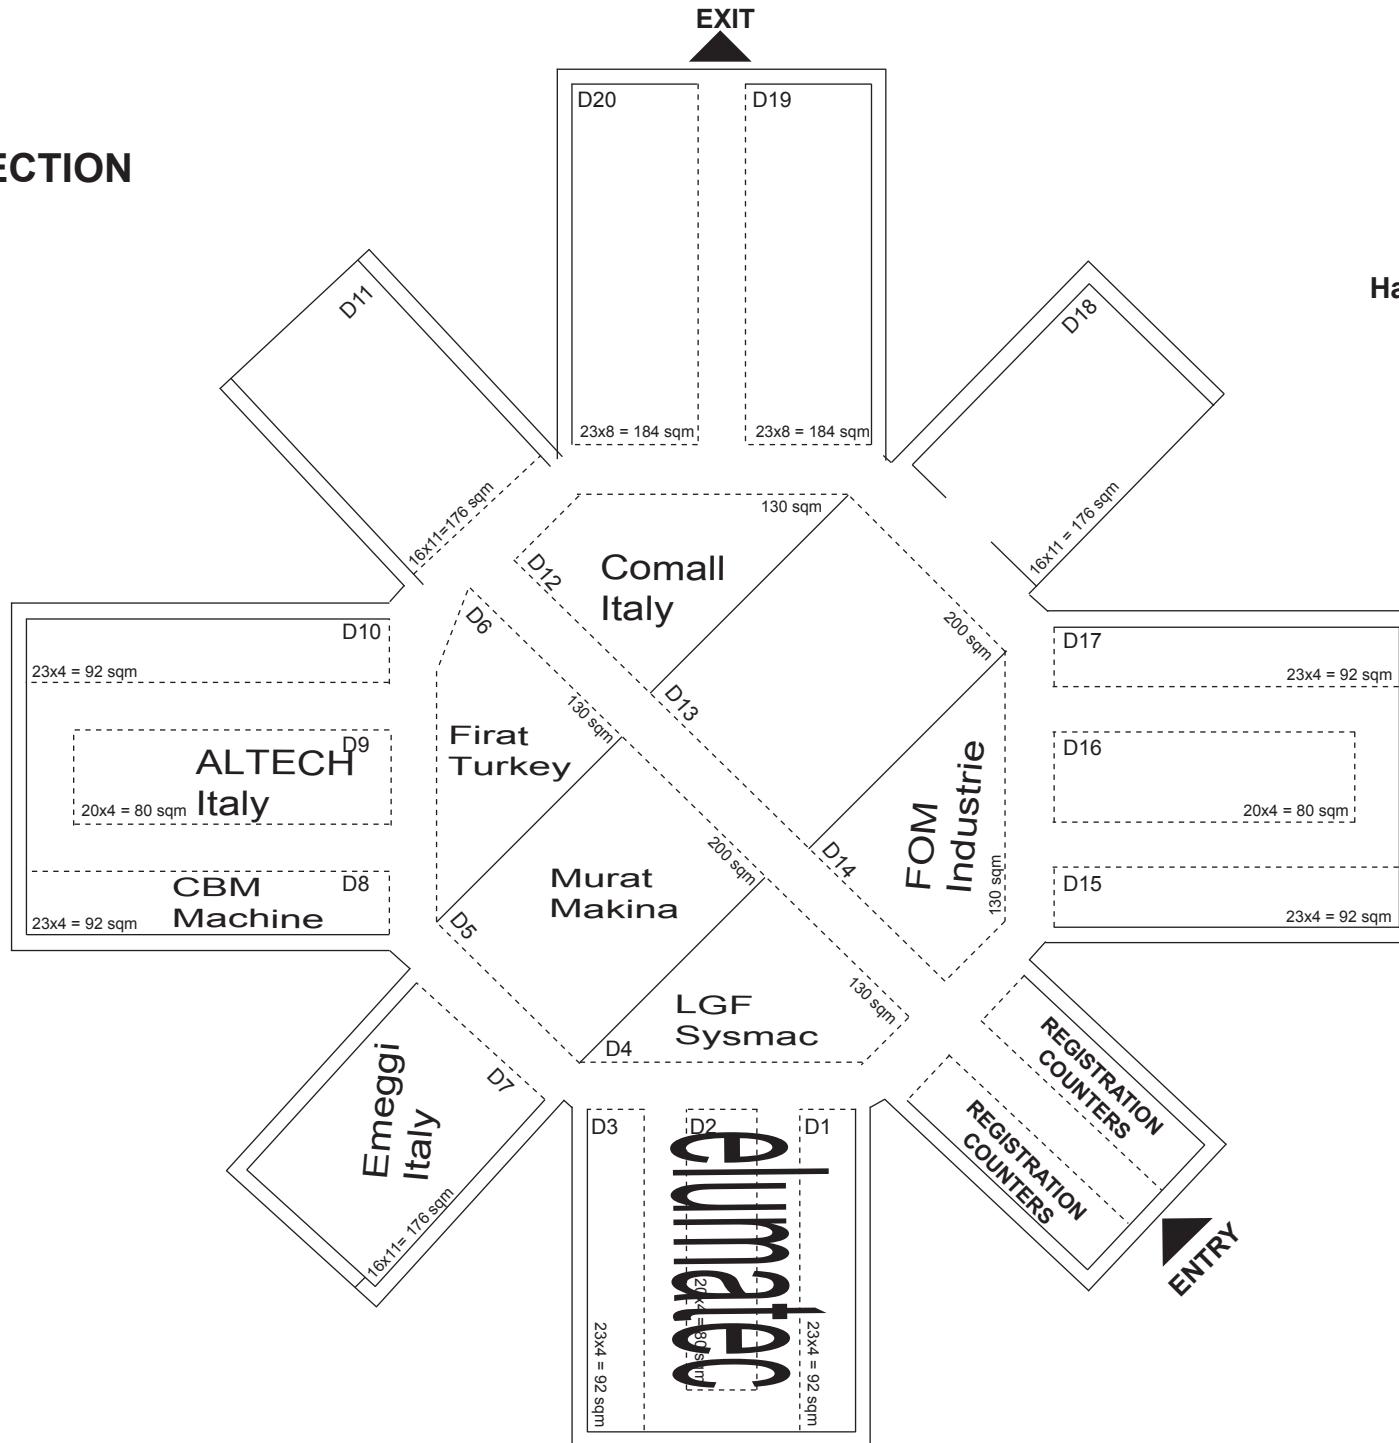 EXIT
D20
D19
ECTION
D11
D18
Ha
23x8 = 184 sqm
23x8 = 184 sqm
16x11=176 sqm
16x11 = 176 sqm
130 sqm
D12
Comall
Italy
D6
200 sqm
D10
23x4 = 92 sqm
D17
23x4 = 92 sqm
D13
130 sqm
Firat
Turkey
D9
ALTECH
Italy
20x4 = 80 sqm
D16
20x4 = 80 sqm
FOM
Industrie
130 sqm
D14
200 sqm
Murat
Makina
D8
CBM
Machine
23x4 = 92 sqm
D15
23x4 = 92 sqm
D5
130 sqm
LGF
Sysmac
D4
D7
Emeggi
Italy
16x11= 176 sqm
REGISTRATION
COUNTERS
REGISTRATION
COUNTERS
ENTRY
D3
D2
D1
elumatec
23x4 = 92 sqm
20x4 = 80 sqm
23x4 = 92 sqm